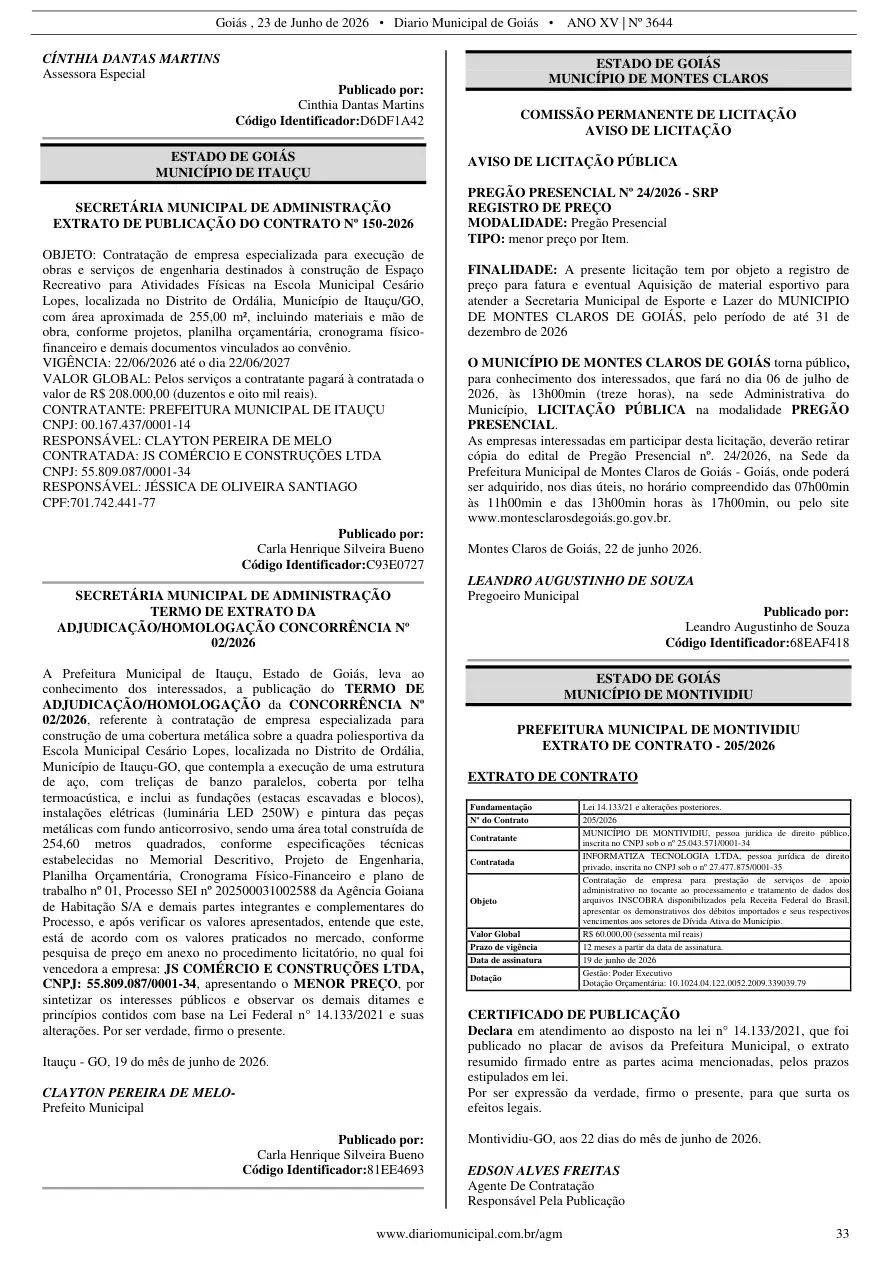 Goiás , 23 de Junho de 2026 • Diario Municipal de Goiás • ANO XV | Nº 3644
CÍNTHIA DANTAS MARTINS
Assessora Especial
Publicado por:
Cinthia Dantas Martins
Código Identificador:D6DF1A42
ESTADO DE GOIÁS
MUNICÍPIO DE ITAUÇU
SECRETÁRIA MUNICIPAL DE ADMINISTRAÇÃO
EXTRATO DE PUBLICAÇÃO DO CONTRATO Nº 150-2026
OBJETO: Contratação de empresa especializada para execução de
obras e serviços de engenharia destinados à construção de Espaço
Recreativo para Atividades Físicas na Escola Municipal Cesário
Lopes, localizada no Distrito de Ordália, Município de Itauçu/GO,
com área aproximada de 255,00 m², incluindo materiais e mão de
obra, conforme projetos, planilha orçamentária, cronograma físico-
financeiro e demais documentos vinculados ao convênio.
VIGÊNCIA: 22/06/2026 até o dia 22/06/2027
VALOR GLOBAL: Pelos serviços a contratante pagará à contratada o
valor de R$ 208.000,00 (duzentos e oito mil reais).
CONTRATANTE: PREFEITURA MUNICIPAL DE ITAUÇU
CNPJ: 00.167.437/0001-14
RESPONSÁVEL: CLAYTON PEREIRA DE MELO
CONTRATADA: JS COMÉRCIO E CONSTRUÇÕES LTDA
CNPJ: 55.809.087/0001-34
RESPONSÁVEL: JÉSSICA DE OLIVEIRA SANTIAGO
CPF:701.742.441-77
Publicado por:
Carla Henrique Silveira Bueno
Código Identificador:C93E0727
SECRETÁRIA MUNICIPAL DE ADMINISTRAÇÃO
TERMO DE EXTRATO DA
ADJUDICAÇÃO/HOMOLOGAÇÃO CONCORRÊNCIA Nº
02/2026
A Prefeitura Municipal de Itauçu, Estado de Goiás, leva ao
conhecimento dos interessados, a publicação do TERMO DE
ADJUDICAÇÃO/HOMOLOGAÇÃO da CONCORRÊNCIA Nº
02/2026, referente à contratação de empresa especializada para
construção de uma cobertura metálica sobre a quadra poliesportiva da
Escola Municipal Cesário Lopes, localizada no Distrito de Ordália,
Município de Itauçu-GO, que contempla a execução de uma estrutura
de aço, com treliças de banzo paralelos, coberta por telha
termoacústica, e inclui as fundações (estacas escavadas e blocos),
instalações elétricas (luminária LED 250W) e pintura das peças
metálicas com fundo anticorrosivo, sendo uma área total construída de
254,60 metros quadrados, conforme especificações técnicas
estabelecidas no Memorial Descritivo, Projeto de Engenharia,
Planilha Orçamentária, Cronograma Físico-Financeiro e plano de
trabalho nº 01, Processo SEI nº 202500031002588 da Agência Goiana
de Habitação S/A e demais partes integrantes e complementares do
Processo, e após verificar os valores apresentados, entende que este,
está de acordo com os valores praticados no mercado, conforme
pesquisa de preço em anexo no procedimento licitatório, no qual foi
vencedora a empresa: JS COMÉRCIO E CONSTRUÇÕES LTDA,
CNPJ: 55.809.087/0001-34, apresentando o MENOR PREÇO, por
sintetizar os interesses públicos e observar os demais ditames e
princípios contidos com base na Lei Federal n° 14.133/2021 e suas
alterações. Por ser verdade, firmo o presente.
Itauçu - GO, 19 do mês de junho de 2026.
CLAYTON PEREIRA DE MELO-
Prefeito Municipal
Publicado por:
Carla Henrique Silveira Bueno
Código Identificador:81EE4693
ESTADO DE GOIÁS
MUNICÍPIO DE MONTES CLAROS
COMISSÃO PERMANENTE DE LICITAÇÃO
AVISO DE LICITAÇÃO
AVISO DE LICITAÇÃO PÚBLICA
PREGÃO PRESENCIAL Nº 24/2026 - SRP
REGISTRO DE PREÇO
MODALIDADE: Pregão Presencial
TIPO: menor preço por Item.
FINALIDADE: A presente licitação tem por objeto a registro de
preço para fatura e eventual Aquisição de material esportivo para
atender a Secretaria Municipal de Esporte e Lazer do MUNICIPIO
DE MONTES CLAROS DE GOIÁS, pelo período de até 31 de
dezembro de 2026
O MUNICÍPIO DE MONTES CLAROS DE GOIÁS torna público,
para conhecimento dos interessados, que fará no dia 06 de julho de
2026, às 13h00min (treze horas), na sede Administrativa do
Município, LICITAÇÃO PÚBLICA na modalidade PREGÃO
PRESENCIAL.
As empresas interessadas em participar desta licitação, deverão retirar
cópia do edital de Pregão Presencial nº. 24/2026, na Sede da
Prefeitura Municipal de Montes Claros de Goiás - Goiás, onde poderá
ser adquirido, nos dias úteis, no horário compreendido das 07h00min
às 11h00min e das 13h00min horas às 17h00min, ou pelo site
www.montesclarosdegoiás.go.gov.br.
Montes Claros de Goiás, 22 de junho 2026.
LEANDRO AUGUSTINHO DE SOUZA
Pregoeiro Municipal
Publicado por:
Leandro Augustinho de Souza
Código Identificador:68EAF418
ESTADO DE GOIÁS
MUNICÍPIO DE MONTIVIDIU
PREFEITURA MUNICIPAL DE MONTIVIDIU
EXTRATO DE CONTRATO - 205/2026
EXTRATO DE CONTRATO
Fundamentação Lei 14.133/21 e alterações posteriores.
Nº do Contrato 205/2026
Contratante MUNICÍPIO DE MONTIVIDIU, pessoa jurídica de direito público,
inscrita no CNPJ sob o nº 25.043.571/0001-34
Contratada INFORMATIZA TECNOLOGIA LTDA, pessoa jurídica de direito
privado, inscrita no CNPJ sob o nº 27.477.875/0001-35
Objeto Contratação de empresa para prestação de serviços de apoio
administrativo no tocante ao processamento e tratamento de dados dos
arquivos INSCOBRA disponibilizados pela Receita Federal do Brasil,
apresentar os demonstrativos dos débitos importados e seus respectivos
vencimentos aos setores de Dívida Ativa do Município.
Valor Global R$ 60.000,00 (sessenta mil reais)
Prazo de vigência 12 meses a partir da data de assinatura.
Data de assinatura 19 de junho de 2026
Dotação Gestão: Poder Executivo
Dotação Orçamentária: 10.1024.04.122.0052.2009.339039.79
CERTIFICADO DE PUBLICAÇÃO
Declara em atendimento ao disposto na lei n° 14.133/2021, que foi
publicado no placar de avisos da Prefeitura Municipal, o extrato
resumido firmado entre as partes acima mencionadas, pelos prazos
estipulados em lei.
Por ser expressão da verdade, firmo o presente, para que surta os
efeitos legais.
Montividiu-GO, aos 22 dias do mês de junho de 2026.
EDSON ALVES FREITAS
Agente De Contratação
Responsável Pela Publicação
www.diariomunicipal.com.br/agm 33